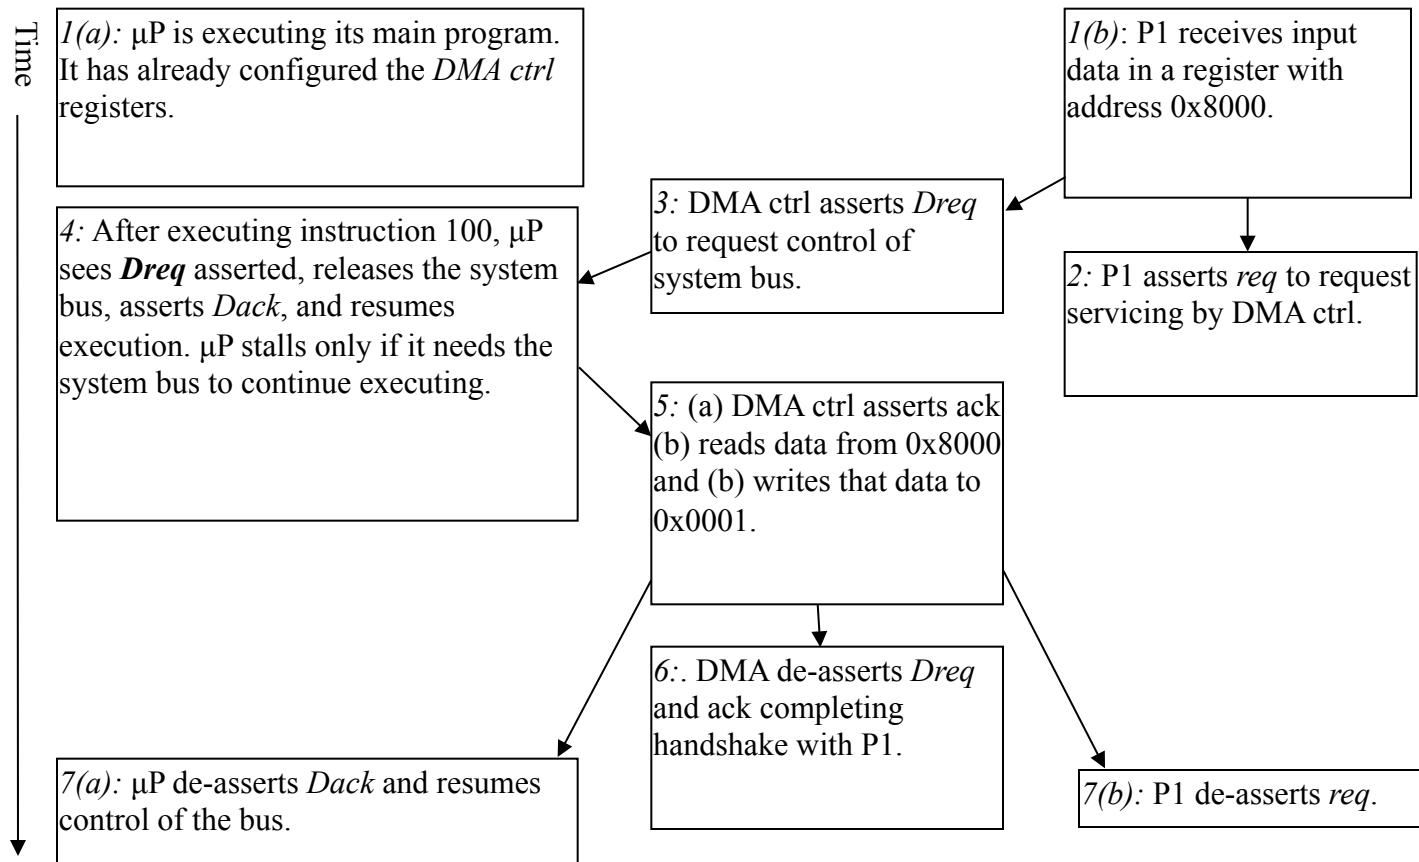 Time
1(a): μP is executing its main program.
It has already configured the DMA ctrl
registers.
1(b): P1 receives input
data in a register with
address 0x8000.
2: P1 asserts req to request
servicing by DMA ctrl.
3: DMA ctrl asserts Dreq
to request control of
system bus.
4: After executing instruction 100, μP
sees Dreq asserted, releases the system
bus, asserts Dack, and resumes
execution. μP stalls only if it needs the
system bus to continue executing.
5: (a) DMA ctrl asserts ack
(b) reads data from 0x8000
and (b) writes that data to
0x0001.
6:. DMA de-asserts Dreq
and ack completing
handshake with P1.
7(a): μP de-asserts Dack and resumes
control of the bus.
7(b): P1 de-asserts req.